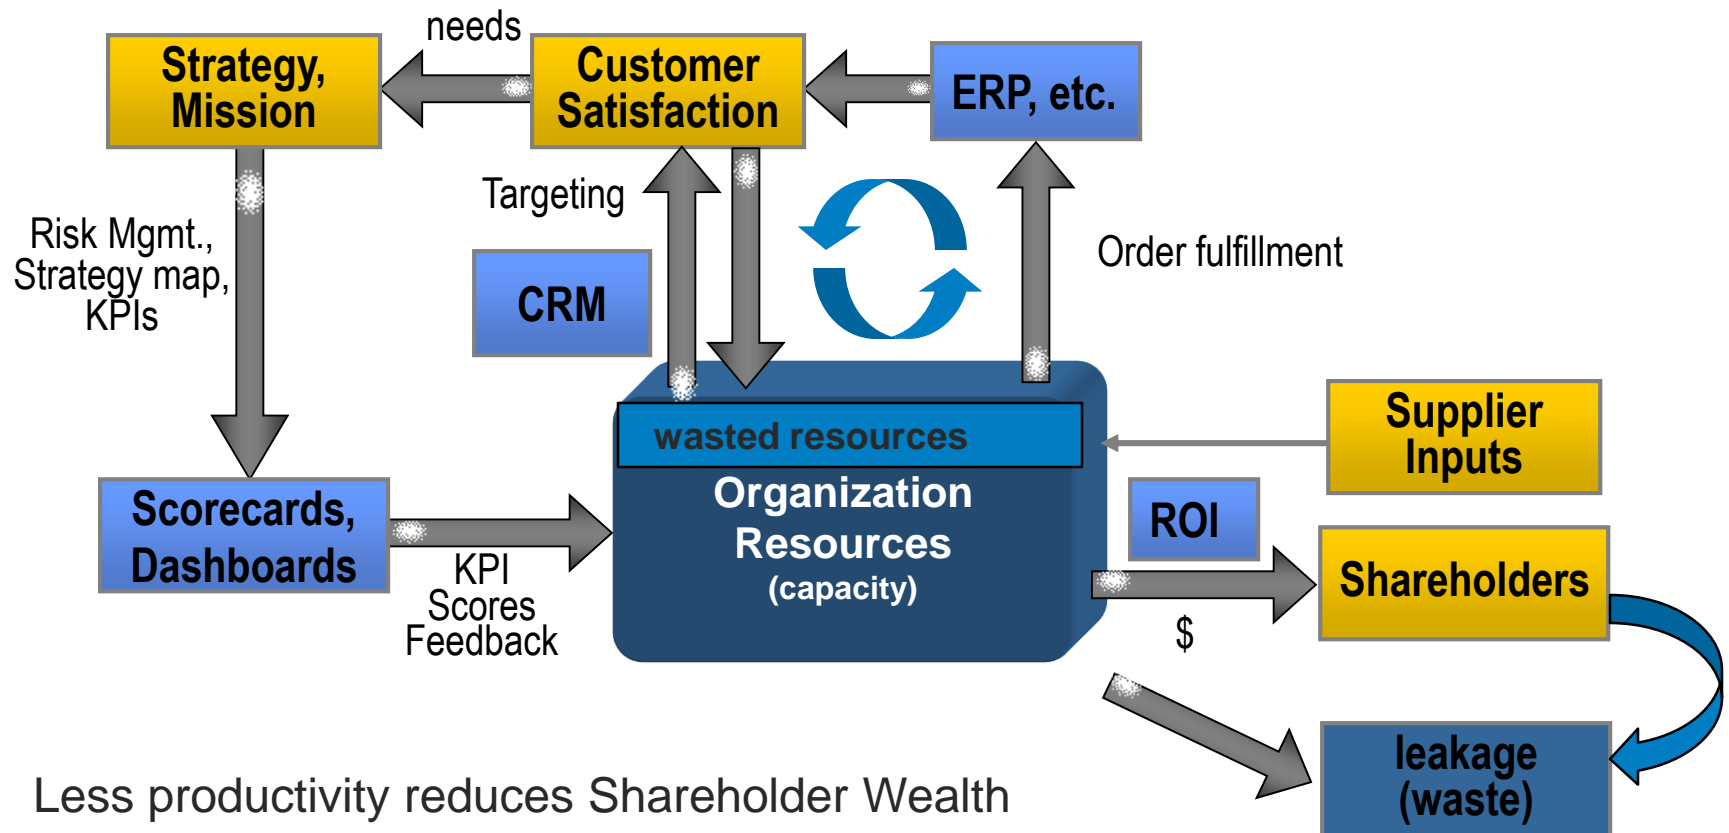 needs
Strategy,
Mission
Customer
Satisfaction
ERP, etc.
Targeting
Risk Mgmt.,
Strategy map,
KPIs
CRM
Order fulfillment
wasted resources
Supplier
Inputs
Organization
Resources
(capacity)
Scorecards,
Dashboards
KPI
Scores
Feedback
ROI
Shareholders
$
leakage
(waste)
Less productivity reduces Shareholder Wealth